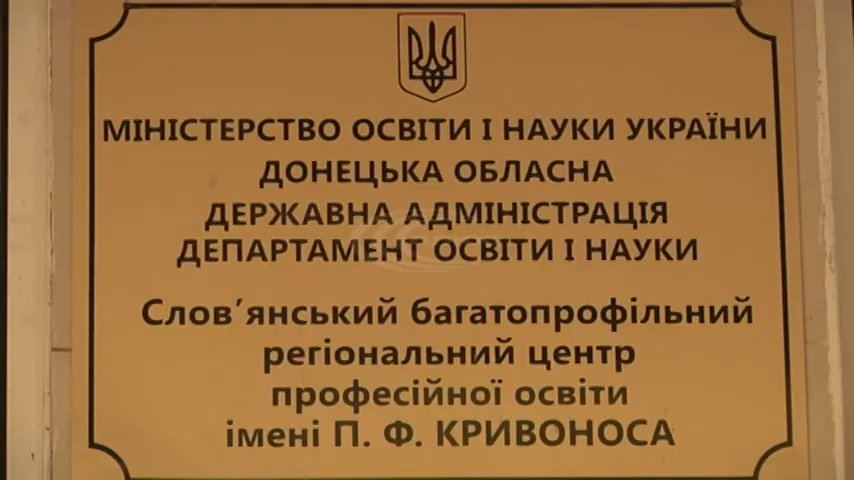 МІНІСТЕРСТВО ОСВІТИ І НАУКИ УКРАЇНИ
ДОНЕЦЬКА ОБЛАСНА
ДЕРЖАВНА АДМІНІСТРАЦІЯ
ДЕПАРТАМЕНТ ОСВІТИ І НАУКИ
Слов'янський багатопрофільний
регіональний центр
професійної освіти
імені П. Ф. КРИВОНОСА